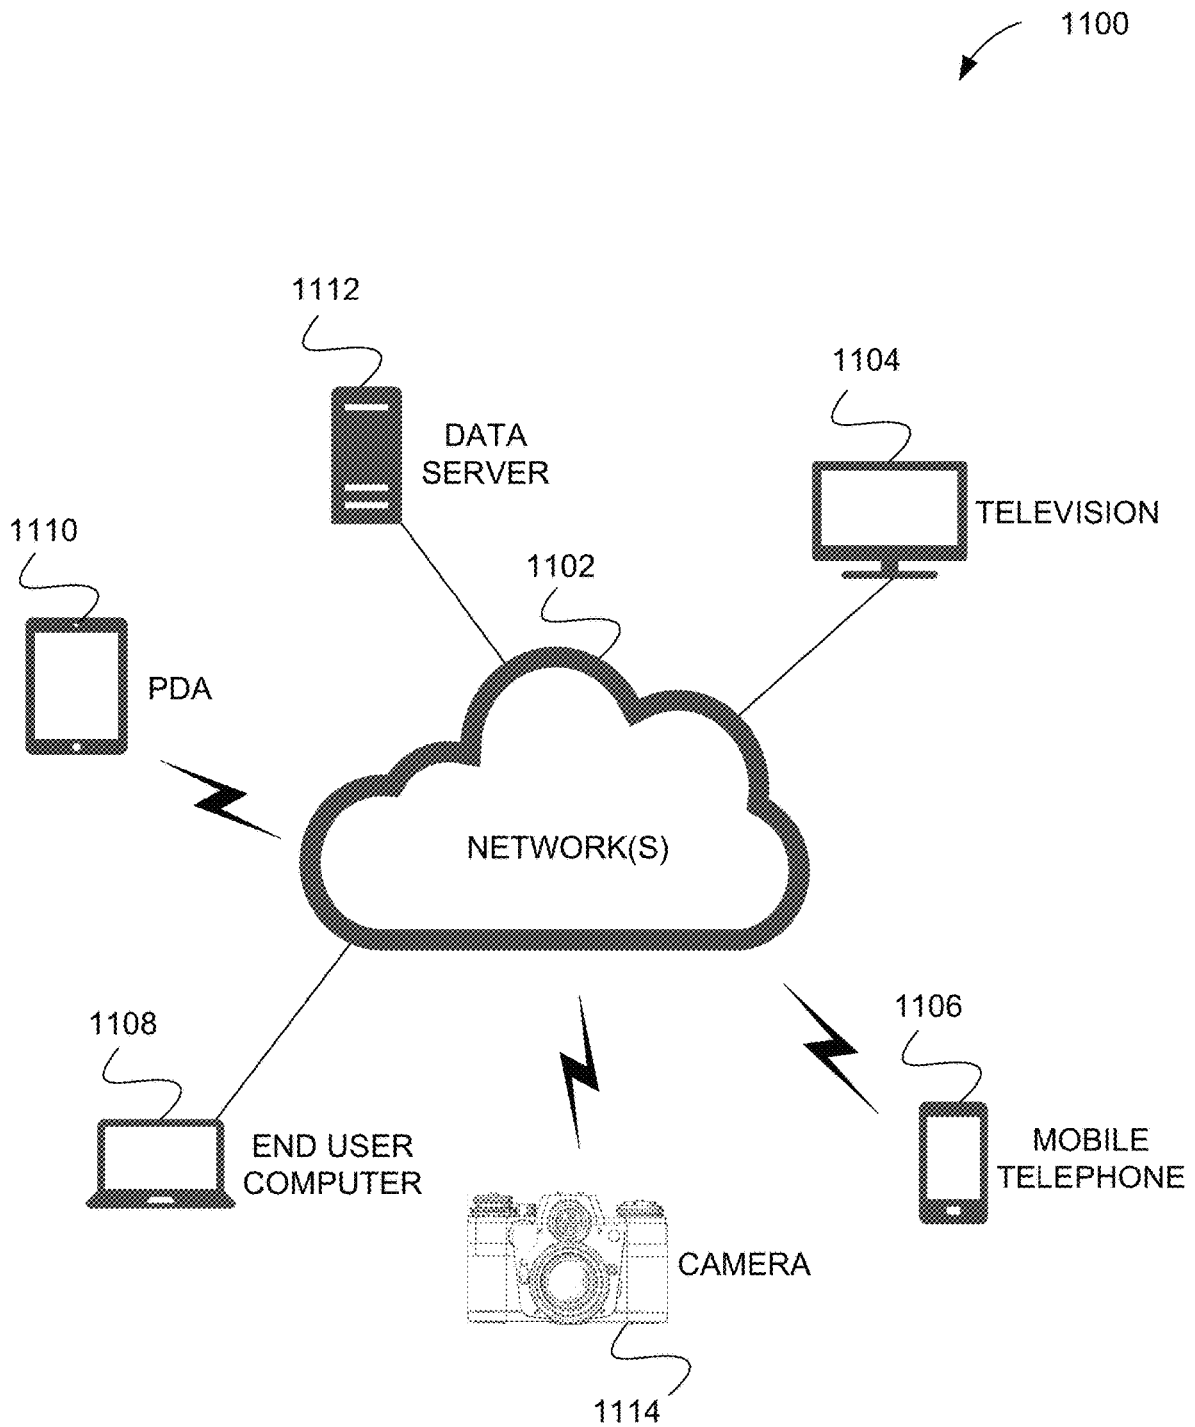 1100
1112
1104
DATA
SERVER
TELEVISION
1110
1102
PDA
NETWORK(S)
1108
1106
END USER
COMPUTER
MOBILE
TELEPHONE
CAMERA
1114